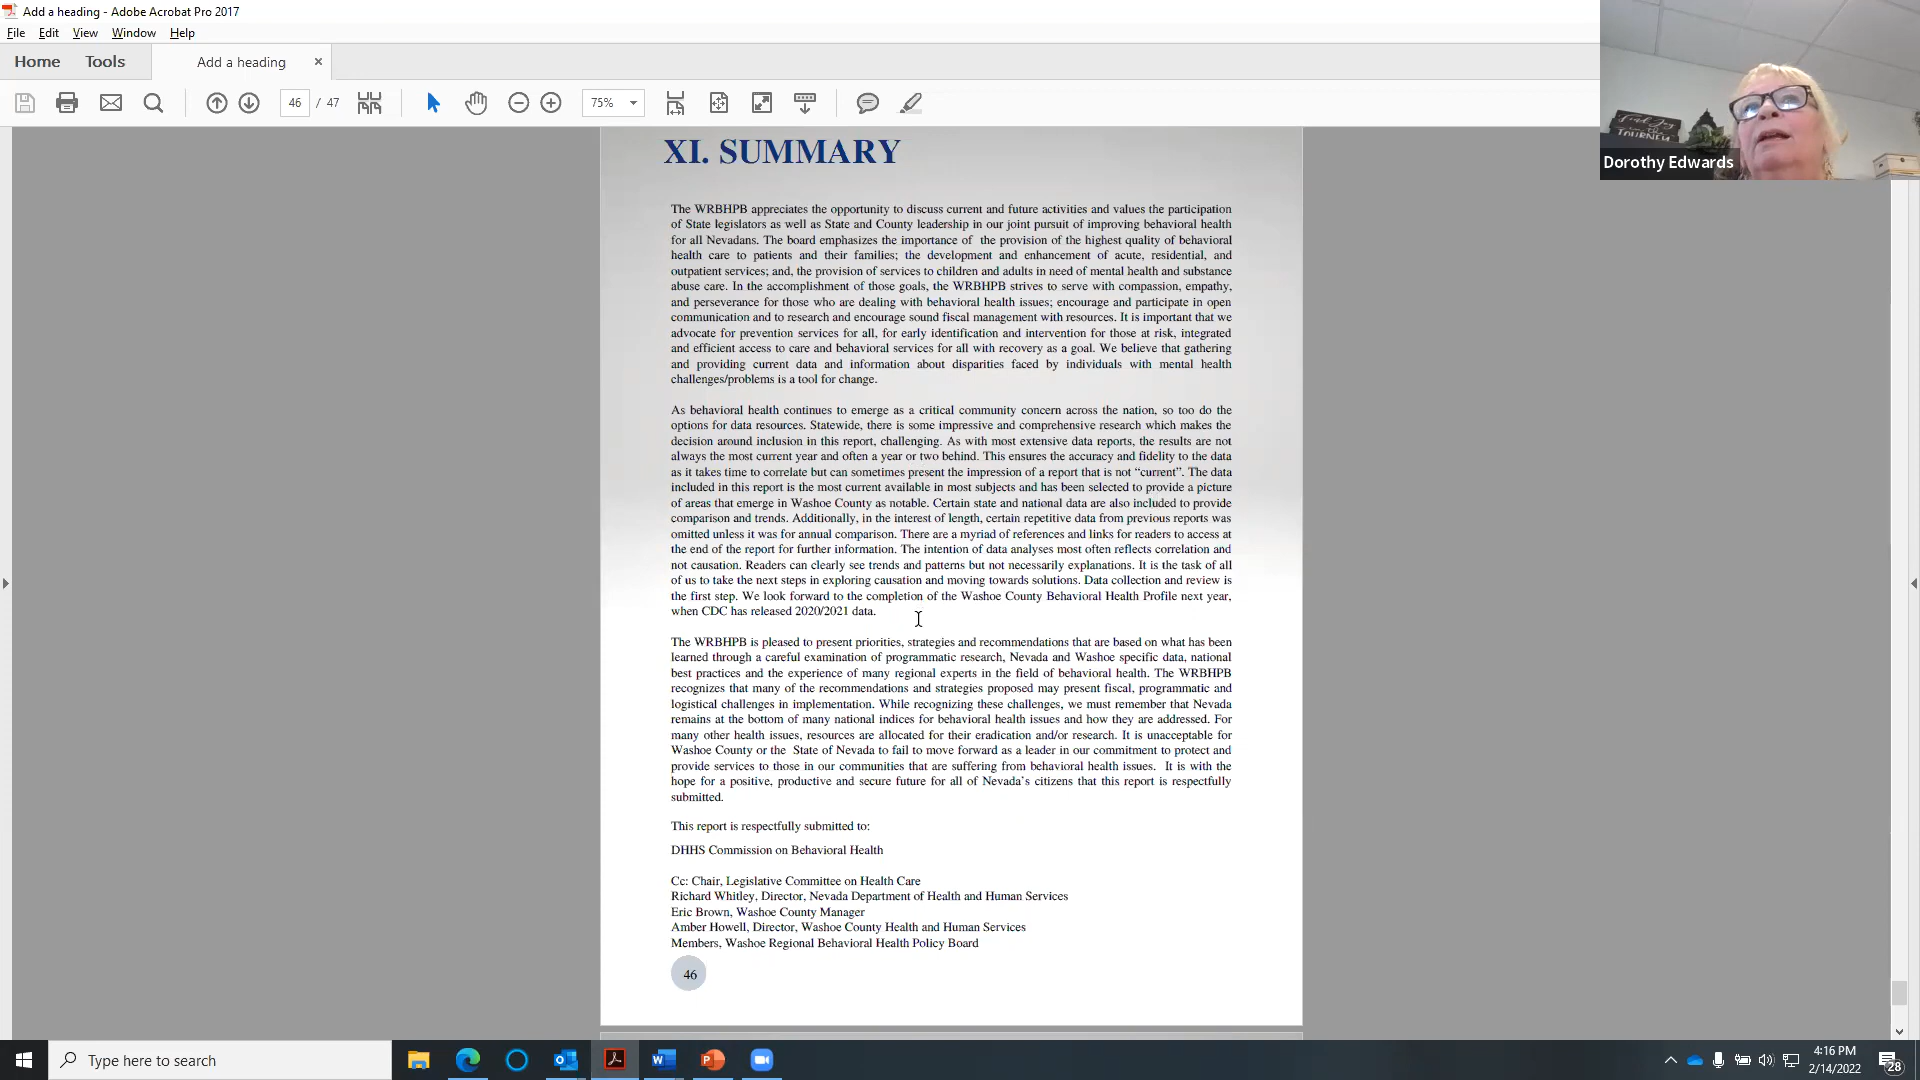 Add a heading - Adobe Acrobat Pro 2017
File Edit View Window Help
Home Tools Add a heading ×
46 / 47 75%
Dorothy Edwards
XI. SUMMARY
The WRBHPB appreciates the opportunity to discuss current and future activities and values the participation
of State legislators as well as State and County leadership in our joint pursuit of improving behavioral health
for all Nevadans. The board emphasizes the importance of the provision of the highest quality of behavioral
health care to patients and their families; the development and enhancement of acute, residential, and
outpatient services; and, the provision of services to children and adults in need of mental health and substance
abuse care. In the accomplishment of those goals, the WRBHPB strives to serve with compassion, empathy,
and perseverance for those who are dealing with behavioral health issues; encourage and participate in open
communication and to research and encourage sound fiscal management with resources. It is important that we
advocate for prevention services for all, for early identification and intervention for those at risk, integrated
and efficient access to care and behavioral services for all with recovery as a goal. We believe that gathering
and providing current data and information about disparities faced by individuals with mental health
challenges/problems is a tool for change.
As behavioral health continues to emerge as a critical community concern across the nation, so too do the
options for data resources. Statewide, there is some impressive and comprehensive research which makes the
decision around inclusion in this report, challenging. As with most extensive data reports, the results are not
always the most current year and often a year or two behind. This ensures the accuracy and fidelity to the data
as it takes time to correlate but can sometimes present the impression of a report that is not “current”. The data
included in this report is the most current available in most subjects and has been selected to provide a picture
of areas that emerge in Washoe County as notable. Certain state and national data are also included to provide
comparison and trends. Additionally, in the interest of length, certain repetitive data from previous reports was
omitted unless it was for annual comparison. There are a myriad of references and links for readers to access at
the end of the report for further information. The intention of data analyses most often reflects correlation and
not causation. Readers can clearly see trends and patterns but not necessarily explanations. It is the task of all
of us to take the next steps in exploring causation and moving towards solutions. Data collection and review is
the first step. We look forward to the completion of the Washoe County Behavioral Health Profile next year,
when CDC has released 2020/2021 data.
The WRBHPB is pleased to present priorities, strategies and recommendations that are based on what has been
learned through a careful examination of programmatic research, Nevada and Washoe specific data, national
best practices and the experience of many regional experts in the field of behavioral health. The WRBHPB
recognizes that many of the recommendations and strategies proposed may present fiscal, programmatic and
logistical challenges in implementation. While recognizing these challenges, we must remember that Nevada
remains at the bottom of many national indices for behavioral health issues and how they are addressed. For
many other health issues, resources are allocated for their eradication and/or research. It is unacceptable for
Washoe County or the State of Nevada to fail to move forward as a leader in our commitment to protect and
provide services to those in our communities that are suffering from behavioral health issues. It is with the
hope for a positive, productive and secure future for all of Nevada’s citizens that this report is respectfully
submitted.
This report is respectfully submitted to:
DHHS Commission on Behavioral Health
Cc: Chair, Legislative Committee on Health Care
Richard Whitley, Director, Nevada Department of Health and Human Services
Eric Brown, Washoe County Manager
Amber Howell, Director, Washoe County Health and Human Services
Members, Washoe Regional Behavioral Health Policy Board
46
Type here to search
4:16 PM
2/14/2022
28